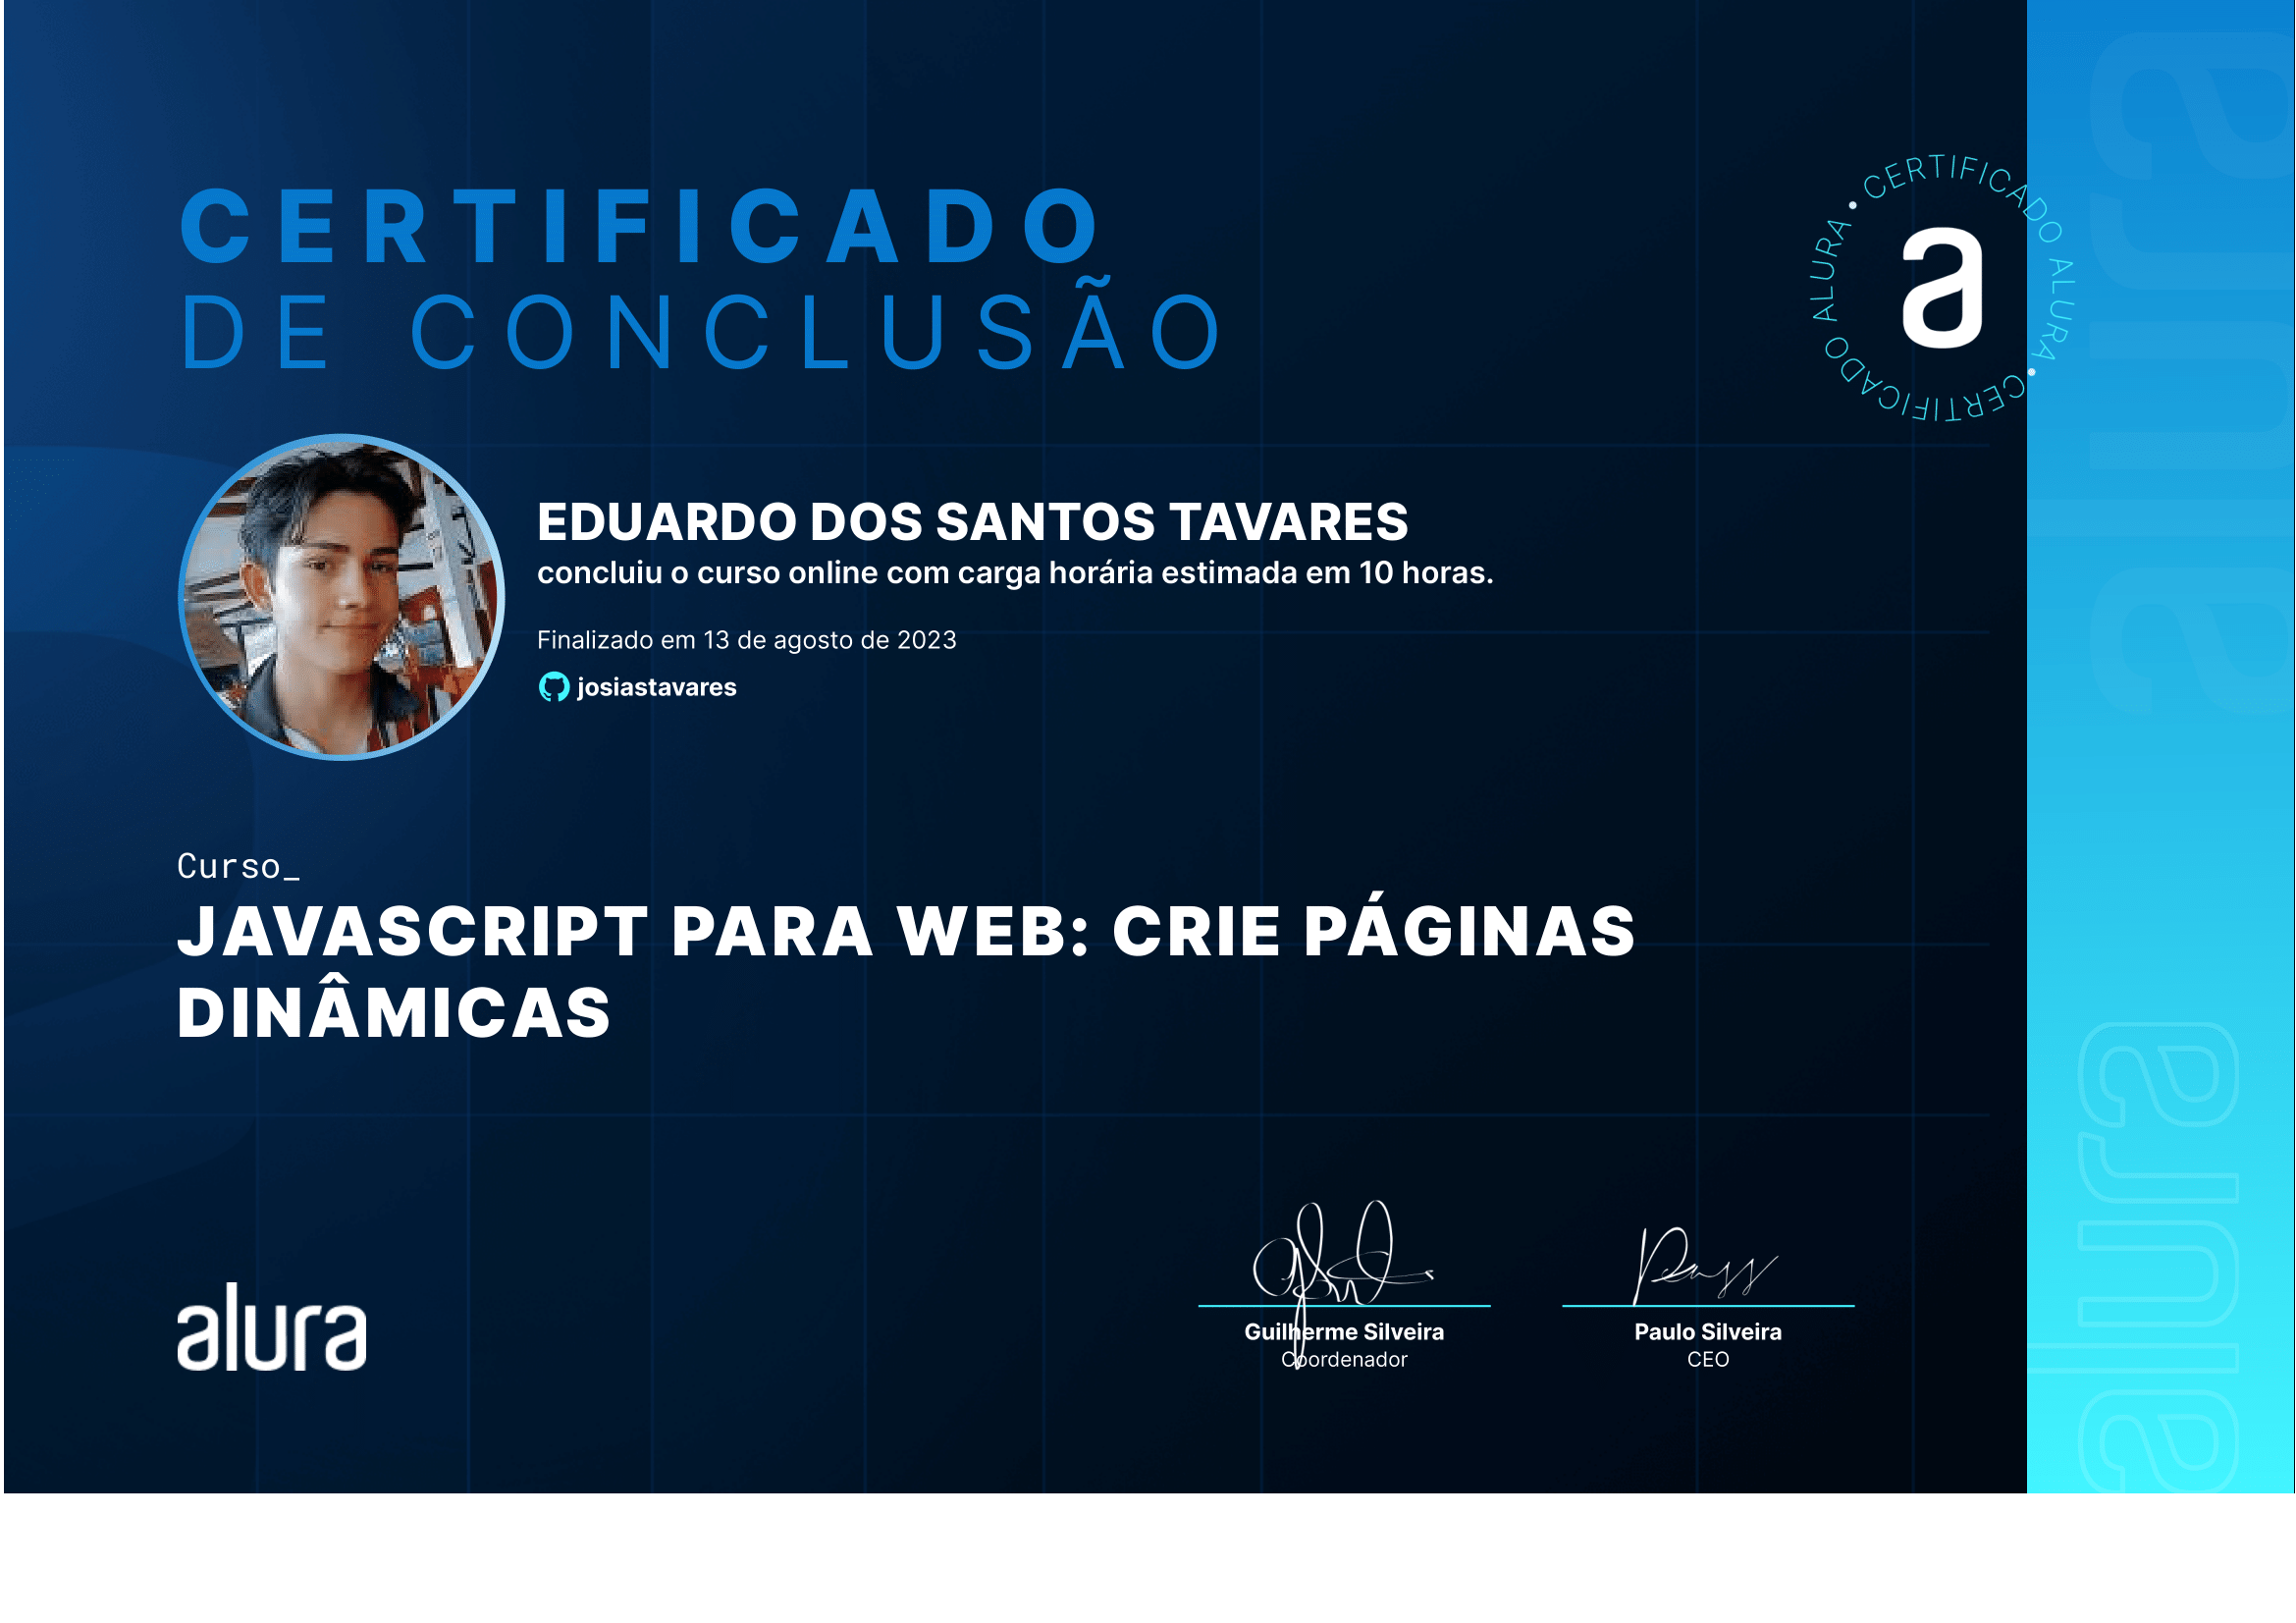 CERTIFICADO
DE CONCLUSÃO
CERTIFICADO ALURA • CERTIFICADO ALURA •
a
EDUARDO DOS SANTOS TAVARES
concluiu o curso online com carga horária estimada em 10 horas.
Finalizado em 13 de agosto de 2023
josiastavares
Curso_
JAVASCRIPT PARA WEB: CRIE PÁGINAS
DINÂMICAS
alura
Guilherme Silveira
Coordenador
Paulo Silveira
CEO
alura
alura